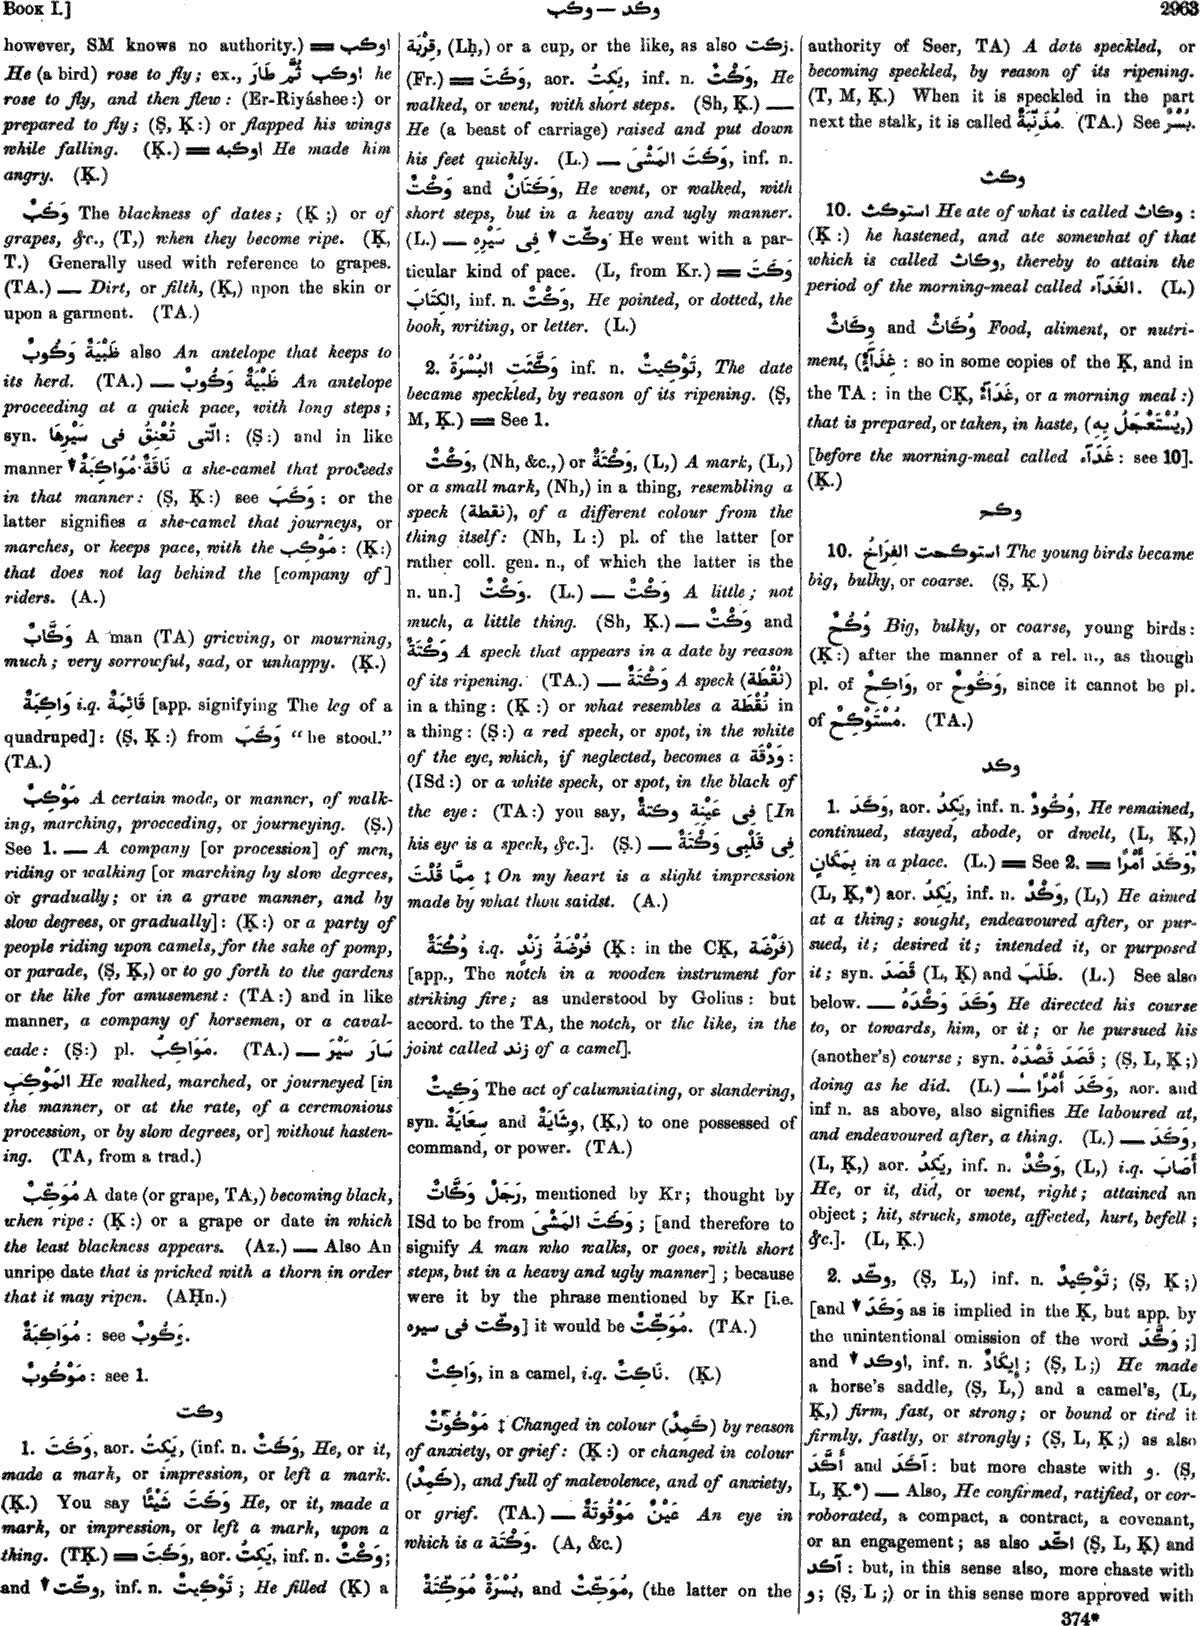 BOOK I.]
وكب — وكد
2963
however, SM knows no authority.) = اوكب
He (a bird) rose to fly; ex., اوكب ثُمَّ طَارَ he
rose to fly, and then flew: (Er-Riyáshee:) or
prepared to fly; (Ṣ, Ḳ:) or flapped his wings
while falling. (Ḳ.) = اوكبه He made him
angry. (Ḳ.)
وَكَبٌ The blackness of dates; (Ḳ;) or of
grapes, &c., (T,) when they become ripe. (Ḳ,
T.) Generally used with reference to grapes.
(TA.) — Dirt, or filth, (Ḳ,) upon the skin or
upon a garment. (TA.)
ظَبْيَةٌ وَكُوبٌ also An antelope that keeps to
its herd. (TA.) — ظَبْيَةٌ وَكُوبٌ An antelope
proceeding at a quick pace, with long steps;
syn. الَّتِى تُعْنِقُ فِى سَيْرِهَا: (Ṣ:) and in like
manner ▼ نَاقَةٌ مُوَاكِبَةٌ a she-camel that proceeds
in that manner: (Ṣ, Ḳ:) see وَكَبَ: or the
latter signifies a she-camel that journeys, or
marches, or keeps pace, with the مَوْكِب: (Ḳ:)
that does not lag behind the [company of]
riders. (A.)
وَكَّابٌ A man (TA) grieving, or mourning,
much; very sorrowful, sad, or unhappy. (Ḳ.)
وَاكِبَةٌ i.q. قَائِمَةٌ [app. signifying The leg of a
quadruped]: (Ṣ, Ḳ:) from وَكَبَ "he stood."
(TA.)
مَوْكِبٌ A certain mode, or manner, of walk-
ing, marching, proceeding, or journeying. (Ṣ.)
See 1. — A company [or procession] of men,
riding or walking [or marching by slow degrees,
or gradually; or in a grave manner, and by
slow degrees, or gradually]: (Ḳ:) or a party of
people riding upon camels, for the sake of pomp,
or parade, (Ṣ, Ḳ,) or to go forth to the gardens
or the like for amusement: (TA:) and in like
manner, a company of horsemen, or a caval-
cade: (Ṣ:) pl. مَوَاكِبُ. (TA.) — سَارَ سَيْرَ
المَوْكِبِ He walked, marched, or journeyed [in
the manner, or at the rate, of a ceremonious
procession, or by slow degrees, or] without hasten-
ing. (TA, from a trad.)
مُوَكِّبٌ A date (or grape, TA,) becoming black,
when ripe: (Ḳ:) or a grape or date in which
the least blackness appears. (Az.) — Also An
unripe date that is pricked with a thorn in order
that it may ripen. (AḤn.)
مُوَاكِبَةٌ: see وَكُوبٌ.
مَوْكُوبٌ: see 1.
وكت
1. وَكَتَ, aor. يَكِتُ, (inf. n. وَكْتٌ, He, or it,
made a mark, or impression, or left a mark.
(Ḳ.) You say وَكَتَ شَيْئًا He, or it, made a
mark, or impression, or left a mark, upon a
thing. (TḲ.) = وَكَتَ, aor. يَكِتُ, inf. n. وَكْتٌ;
and ▼ وكّت, inf. n. تَوْكِيتٌ; He filled (Ḳ) a
قِرْبَة, (Lḥ,) or a cup, or the like, as also زكت.
(Fr.) = وَكَتَ, aor. يَكِتُ, inf. n. وَكْتٌ, He
walked, or went, with short steps. (Sh, Ḳ.) —
He (a beast of carriage) raised and put down
his feet quickly. (L.) — وَكَتَ المَشْىَ, inf. n.
وَكْتٌ and وَكَتَانٌ, He went, or walked, with
short steps, but in a heavy and ugly manner.
(L.) — وكّت ▼ فِى سَيْرِهِ He went with a par-
ticular kind of pace. (L, from Kr.) = وَكَتَ
الكِتَابَ, inf. n. وَكْتٌ, He pointed, or dotted, the
book, writing, or letter. (L.)
2. وَكَّتَتِ البُسْرَةُ inf. n. تَوْكِيتٌ, The date
became speckled, by reason of its ripening. (Ṣ,
M, Ḳ.) = See 1.
وَكْتٌ, (Nh, &c.,) or وَكْتَةٌ, (L,) A mark, (L,)
or a small mark, (Nh,) in a thing, resembling a
speck (نقطة), of a different colour from the
thing itself: (Nh, L:) pl. of the latter [or
rather coll. gen. n., of which the latter is the
n. un.] وَكْتٌ. (L.) — وَكْتٌ A little; not
much, a little thing. (Sh, Ḳ.) — وَكْتٌ and
وَكْتَةٌ A speck that appears in a date by reason
of its ripening. (TA.) — وَكْتَةٌ A speck (نُقْطَة)
in a thing: (Ḳ:) or what resembles a نُقْطَة in
a thing: (Ṣ:) a red speck, or spot, in the white
of the eye, which, if neglected, becomes a وَدْقَة:
(ISd:) or a white speck, or spot, in the black of
the eye: (TA:) you say, فِى عَيْنِهِ وكتةٌ [In
his eye is a speck, &c.]. (Ṣ.) — فِى قَلْبِى وَكْتَةٌ
مِمَّا قُلْتَ ‡ On my heart is a slight impression
made by what thou saidst. (A.)
وُكْتَةٌ i.q. فُرْضَةُ زَنْدٍ (Ḳ: in the CḲ, فَرْضَة)
[app., The notch in a wooden instrument for
striking fire; as understood by Golius: but
accord. to the TA, the notch, or the like, in the
joint called زند of a camel].
وَكِيتٌ The act of calumniating, or slandering,
syn. سِعَايَةٌ and وِشَايَةٌ, (Ḳ,) to one possessed of
command, or power. (TA.)
رَجُلٌ وَكَّاتٌ, mentioned by Kr; thought by
ISd to be from وَكَتَ المَشْىَ; [and therefore to
signify A man who walks, or goes, with short
steps, but in a heavy and ugly manner]; because
were it by the phrase mentioned by Kr [i.e.
وكّت فى سيره] it would be مُوَكِّتٌ. (TA.)
وَاكِتٌ, in a camel, i.q. نَاكِتٌ. (Ḳ.)
مَوْكُوتٌ ‡ Changed in colour (كَمِدٌ) by reason
of anxiety, or grief: (Ḳ:) or changed in colour
(كَمِدٌ), and full of malevolence, and of anxiety,
or grief. (TA.) — عَيْنٌ مَوْقُوتَةٌ An eye in
which is a وَكْتَة. (A, &c.)
بُسْرَةٌ مُوَكِّتَةٌ, and مُوَكِّتٌ, (the latter on the
authority of Seer, TA) A date speckled, or
becoming speckled, by reason of its ripening.
(T, M, Ḳ.) When it is speckled in the part
next the stalk, it is called مُذَنِّبَةٌ. (TA.) See بُسْرٌ.
وكث
10. استوكث He ate of what is called وكاث:
(Ḳ:) he hastened, and ate somewhat of that
which is called وكاث, thereby to attain the
period of the morning-meal called الغَدَآء. (L.)
وِكَاثٌ and وُكَاثٌ Food, aliment, or nutri-
ment, (غِذَآءٌ: so in some copies of the Ḳ, and in
the TA: in the CḲ, غَدَآءٌ, or a morning meal:)
that is prepared, or taken, in haste, (يُسْتَعْجَلُ بِهِ,)
[before the morning-meal called غَدَآء: see 10].
(Ḳ.)
وكح
10. استوكحت الفِرَاخُ The young birds became
big, bulky, or coarse. (Ṣ, Ḳ.)
وُكُحٌ Big, bulky, or coarse, young birds:
(Ḳ:) after the manner of a rel. n., as though
pl. of وَاكِحٌ, or وَكُوحٌ, since it cannot be pl.
of مُسْتَوْكِحٌ. (TA.)
وكد
1. وَكَدَ, aor. يَكِدُ, inf. n. وُكُودٌ, He remained,
continued, stayed, abode, or dwelt, (L, Ḳ,)
بِمَكَانٍ in a place. (L.) = See 2. = وَكَدَ أَمْرًا,
(L, Ḳ,*) aor. يَكِدُ, inf. n. وَكْدٌ, (L,) He aimed
at a thing; sought, endeavoured after, or pur-
sued, it; desired it; intended it, or purposed
it; syn. قَصَدَ (L, Ḳ) and طَلَبَ. (L.) See also
below. — وَكَدَ وَكْدَهُ He directed his course
to, or towards, him, or it; or he pursued his
(another's) course; syn. قَصَدَ قَصْدَهُ; (Ṣ, L, Ḳ;)
doing as he did. (L.) — وَكَدَ أَمْرًا, aor. and
inf n. as above, also signifies He laboured at,
and endeavoured after, a thing. (L.) — وَكَدَ,
(L, Ḳ,) aor. يَكِدُ, inf. n. وَكْدٌ, (L,) i.q. أَصَابَ
He, or it, did, or went, right; attained an
object; hit, struck, smote, affected, hurt, befell;
&c.]. (L, Ḳ.)
2. وكّد, (Ṣ, L,) inf. n. تَوْكِيدٌ; (Ṣ, Ḳ;)
[and ▼ وَكَدَ as is implied in the Ḳ, but app. by
the unintentional omission of the word وَكَّدَ;]
and ▼ اوكد, inf. n. إِيكَادٌ; (Ṣ, L;) He made
a horse's saddle, (Ṣ, L,) and a camel's, (L,
Ḳ,) firm, fast, or strong; or bound or tied it
firmly, fastly, or strongly; (Ṣ, L, Ḳ;) as also
أَكَّدَ and آكَدَ: but more chaste with و. (Ṣ,
L, Ḳ.*) — Also, He confirmed, ratified, or cor-
roborated, a compact, a contract, a covenant,
or an engagement; as also اكّد (Ṣ, L, Ḳ) and
آكد: but, in this sense also, more chaste with
و; (Ṣ, L;) or in this sense more approved with
374*